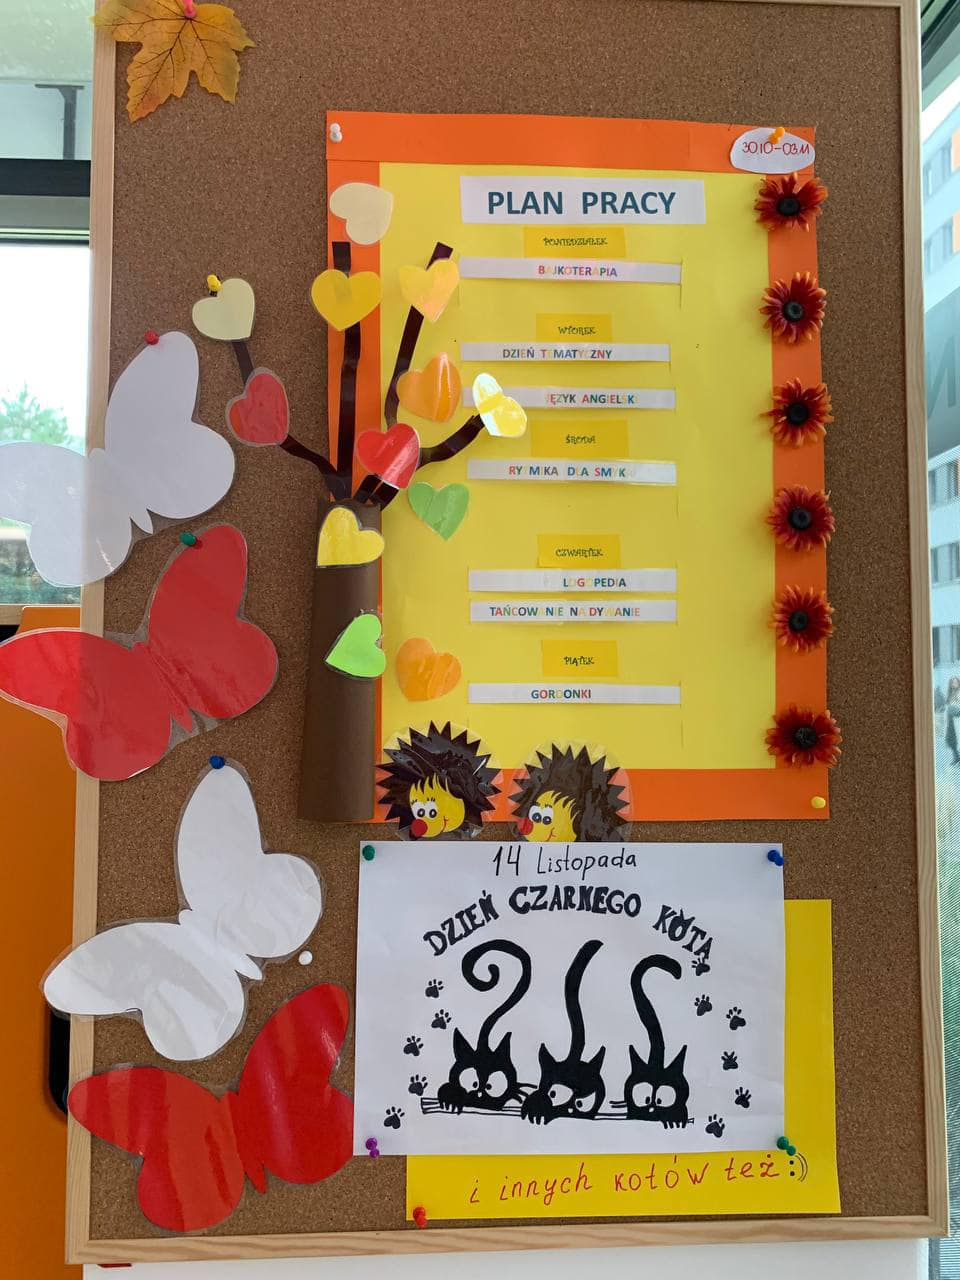 30.10-03.11
PLAN PRACY
PONIEDZIAŁEK
BAJKOTERAPIA
WTOREK
DZIEŃ TEMATYCZNY
JĘZYK ANGIELSKI
ŚRODA
RYTMIKA DLA SMYKA
CZWARTEK
LOGOPEDIA
TAŃCOWANIE NA DYWANIE
PIĄTEK
GORDONKI
14 Listopada
DZIEŃ CZARNEGO KOTA
i innych kotów też :))